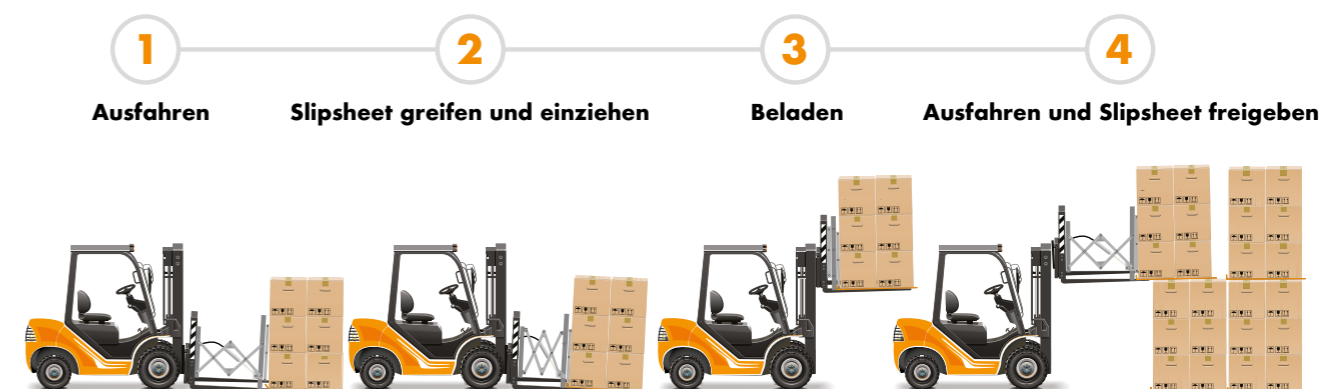 1
2
3
4
Ausfahren
Slipsheet greifen und einziehen
Beladen
Ausfahren und Slipsheet freigeben